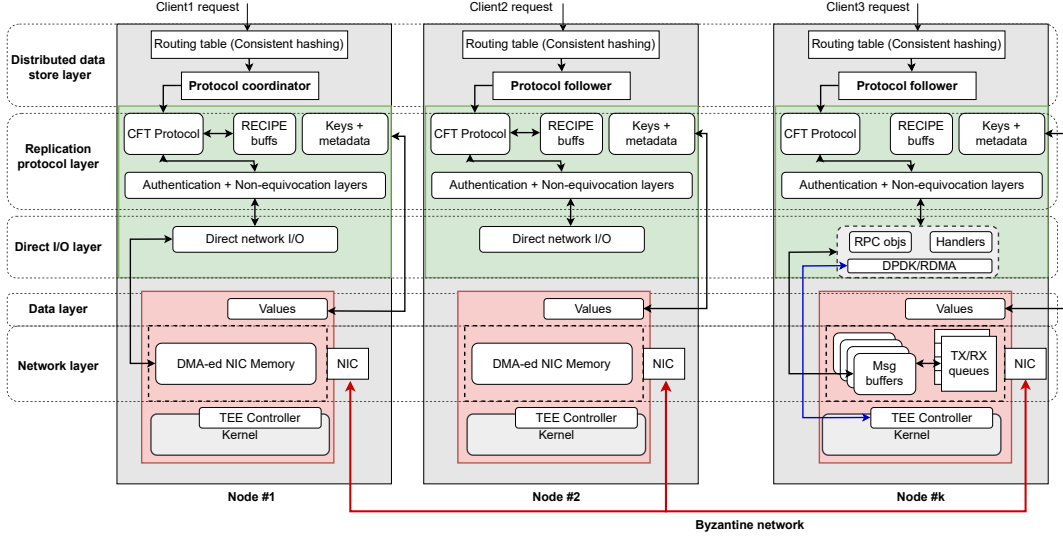 Client1 request
Client2 request
Client3 request
Distributed data
store layer
Routing table (Consistent hashing)
Protocol coordinator
Routing table (Consistent hashing)
Protocol follower
Routing table (Consistent hashing)
Protocol follower
Replication
protocol layer
CFT Protocol
RECIPE
buffs
Keys +
metadata
Authentication + Non-equivocation layers
CFT Protocol
RECIPE
buffs
Keys +
metadata
Authentication + Non-equivocation layers
CFT Protocol
RECIPE
buffs
Keys +
metadata
Authentication + Non-equivocation layers
Direct I/O layer
Direct network I/O
Direct network I/O
RPC objs
Handlers
DPDK/RDMA
Data layer
Values
Values
Values
Network layer
DMA-ed NIC Memory
NIC
DMA-ed NIC Memory
NIC
Msg
buffers
TX/RX
queues
NIC
TEE Controller
Kernel
TEE Controller
Kernel
TEE Controller
Kernel
Node #1
Node #2
Node #k
Byzantine network